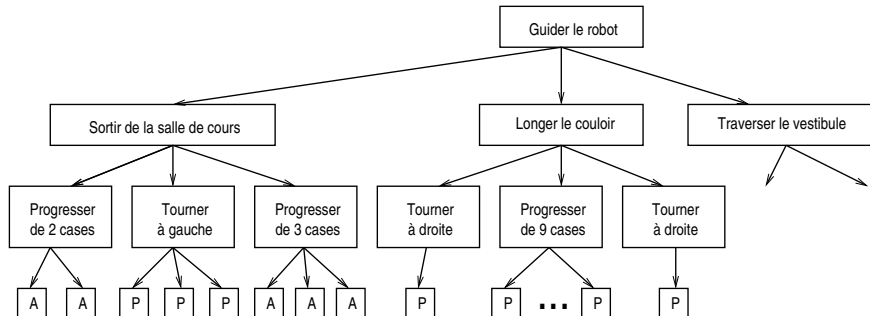 Guider le robot
Sortir de la salle de cours
Longer le couloir
Traverser le vestibule
Progresser
de 2 cases
Tourner
à gauche
Progresser
de 3 cases
Tourner
à droite
Progresser
de 9 cases
Tourner
à droite
A A P P P A A A P P ... P P